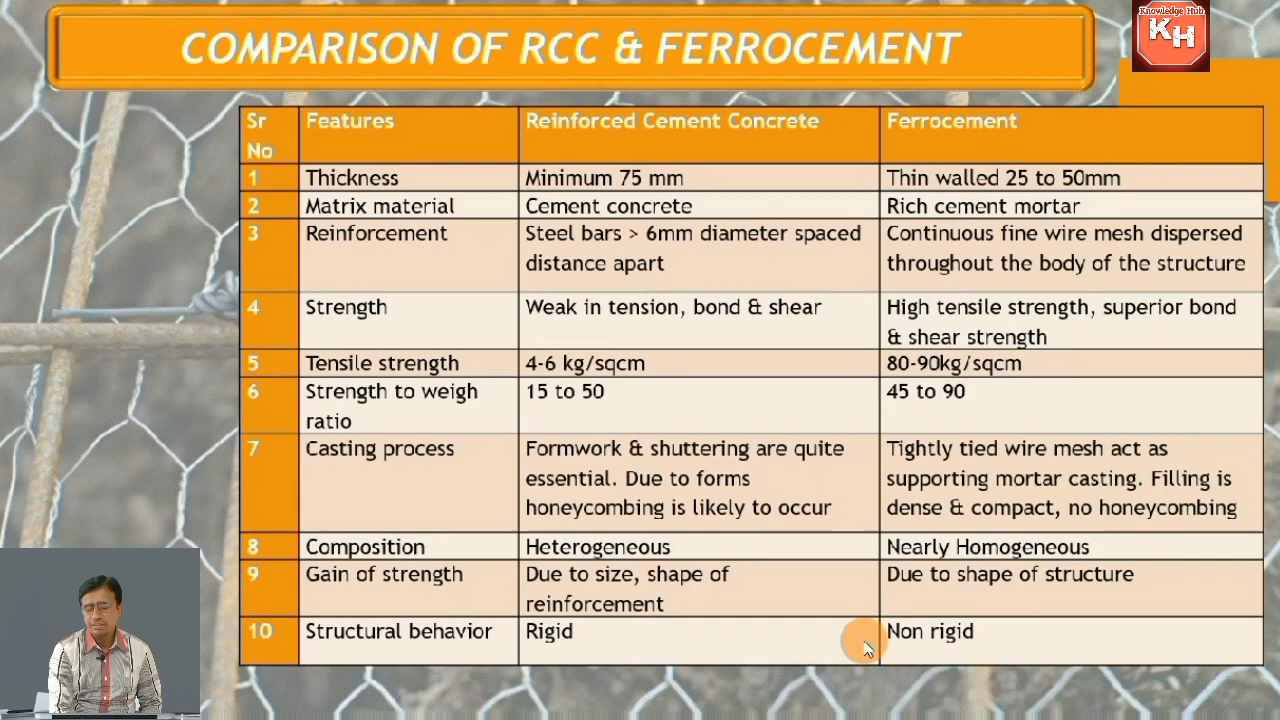 COMPARISON OF RCC & FERROCEMENT
Knowledge Hub
KH
Sr No Features Reinforced Cement Concrete Ferrocement
1 Thickness Minimum 75 mm Thin walled 25 to 50mm
2 Matrix material Cement concrete Rich cement mortar
3 Reinforcement Steel bars > 6mm diameter spaced distance apart Continuous fine wire mesh dispersed throughout the body of the structure
4 Strength Weak in tension, bond & shear High tensile strength, superior bond & shear strength
5 Tensile strength 4-6 kg/sqcm 80-90kg/sqcm
6 Strength to weigh ratio 15 to 50 45 to 90
7 Casting process Formwork & shuttering are quite essential. Due to forms honeycombing is likely to occur Tightly tied wire mesh act as supporting mortar casting. Filling is dense & compact, no honeycombing
8 Composition Heterogeneous Nearly Homogeneous
9 Gain of strength Due to size, shape of reinforcement Due to shape of structure
10 Structural behavior Rigid Non rigid